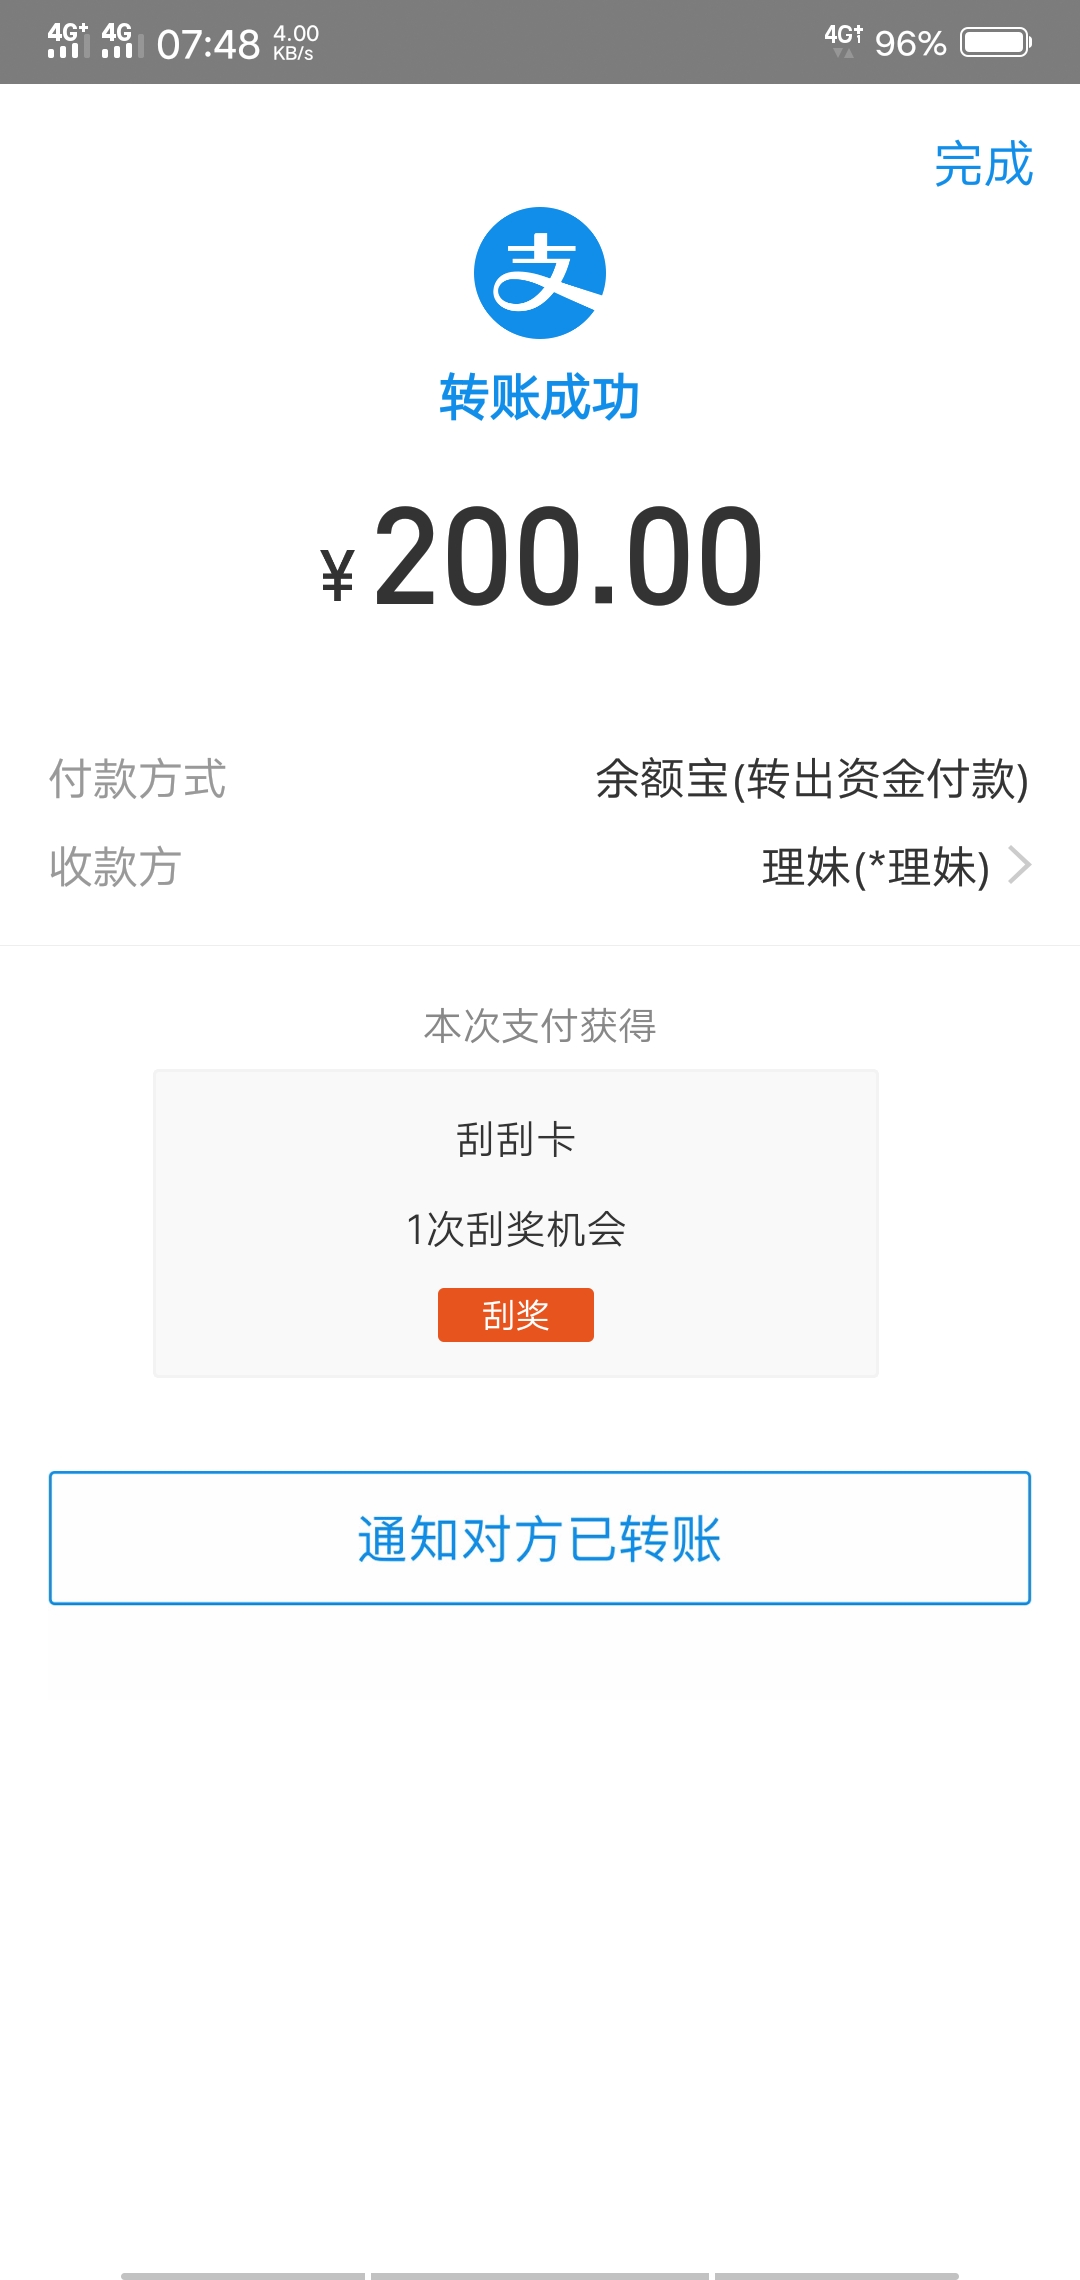 4G+ 4G 07:48 4.00 KB/s 4G+ 96%
完成
支
转账成功
¥200.00
付款方式 余额宝(转出资金付款)
收款方 理妹(*理妹)
本次支付获得
刮刮卡
1次刮奖机会
刮奖
通知对方已转账